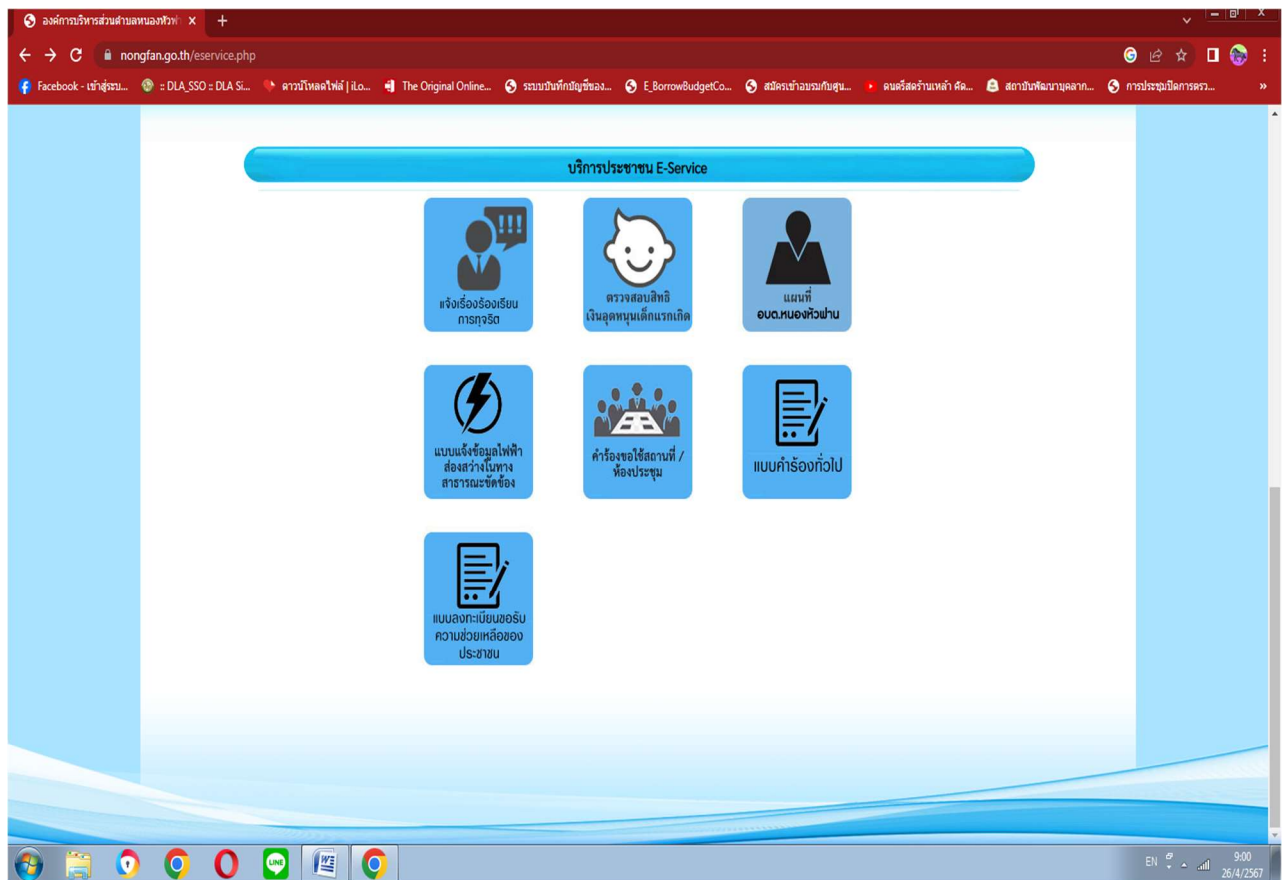 องค์การบริหารส่วนตำบลหนองหัวฟ
nongfan.go.th/eservice.php
Facebook - เข้าสู่ระบ...
:: DLA_SSO :: DLA Si...
ดาวน์โหลดไฟล์ | iLo...
The Original Online...
ระบบบันทึกบัญชีของ...
E_BorrowBudgetCo...
สมัครเข้าอบรมกับศูน...
ดนตรีสดร้านเหล้า คัด...
สถาบันพัฒนาบุคลาก...
การประชุมปิดการตรว...
บริการประชาชน E-Service
แจ้งเรื่องร้องเรียน
การทุจริต
ตรวจสอบสิทธิ
เงินอุดหนุนเด็กแรกเกิด
แผนที่
อบต.หนองหัวฟาน
แบบแจ้งข้อมูลไฟฟ้า
ส่องสว่างในทาง
สาธารณะขัดข้อง
คำร้องขอใช้สถานที่ /
ห้องประชุม
แบบคำร้องทั่วไป
แบบลงทะเบียนขอรับ
ความช่วยเหลือของ
ประชาชน
LINE
EN
9:00
26/4/2567